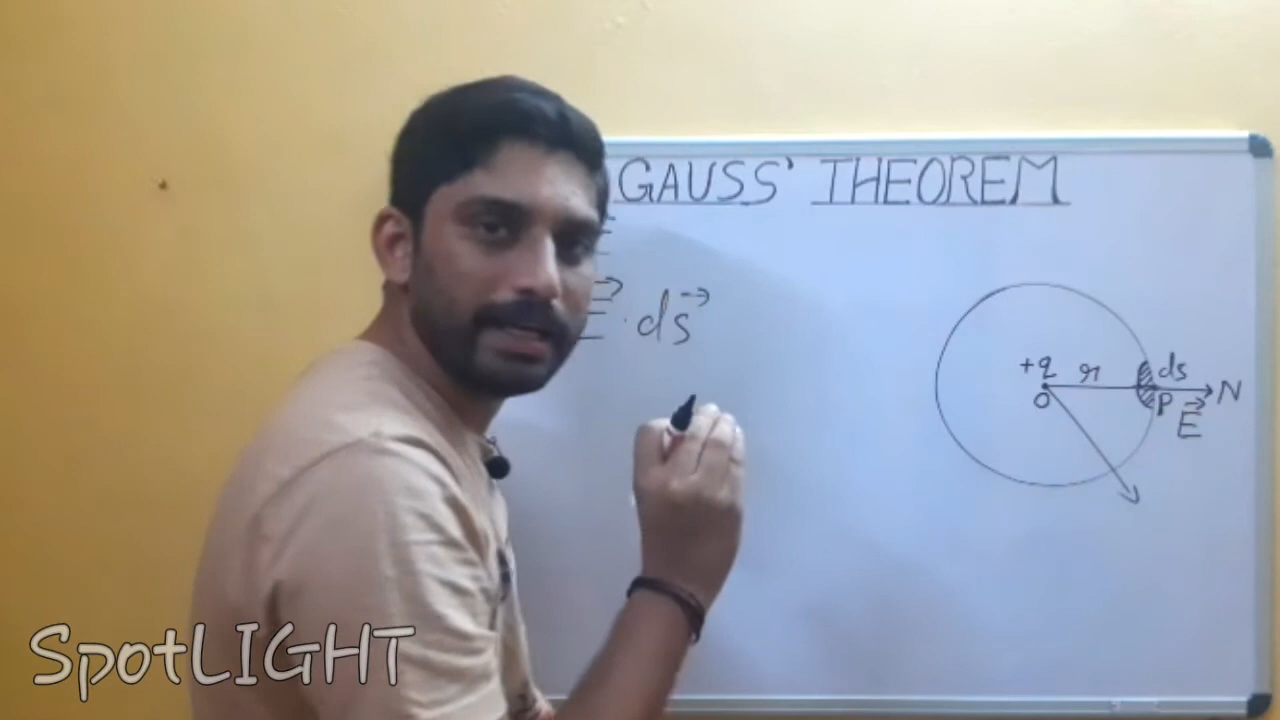 GAUSS' THEOREM
E⃗ · ds⃗
+q r ds
O P N
E⃗
SpotLIGHT